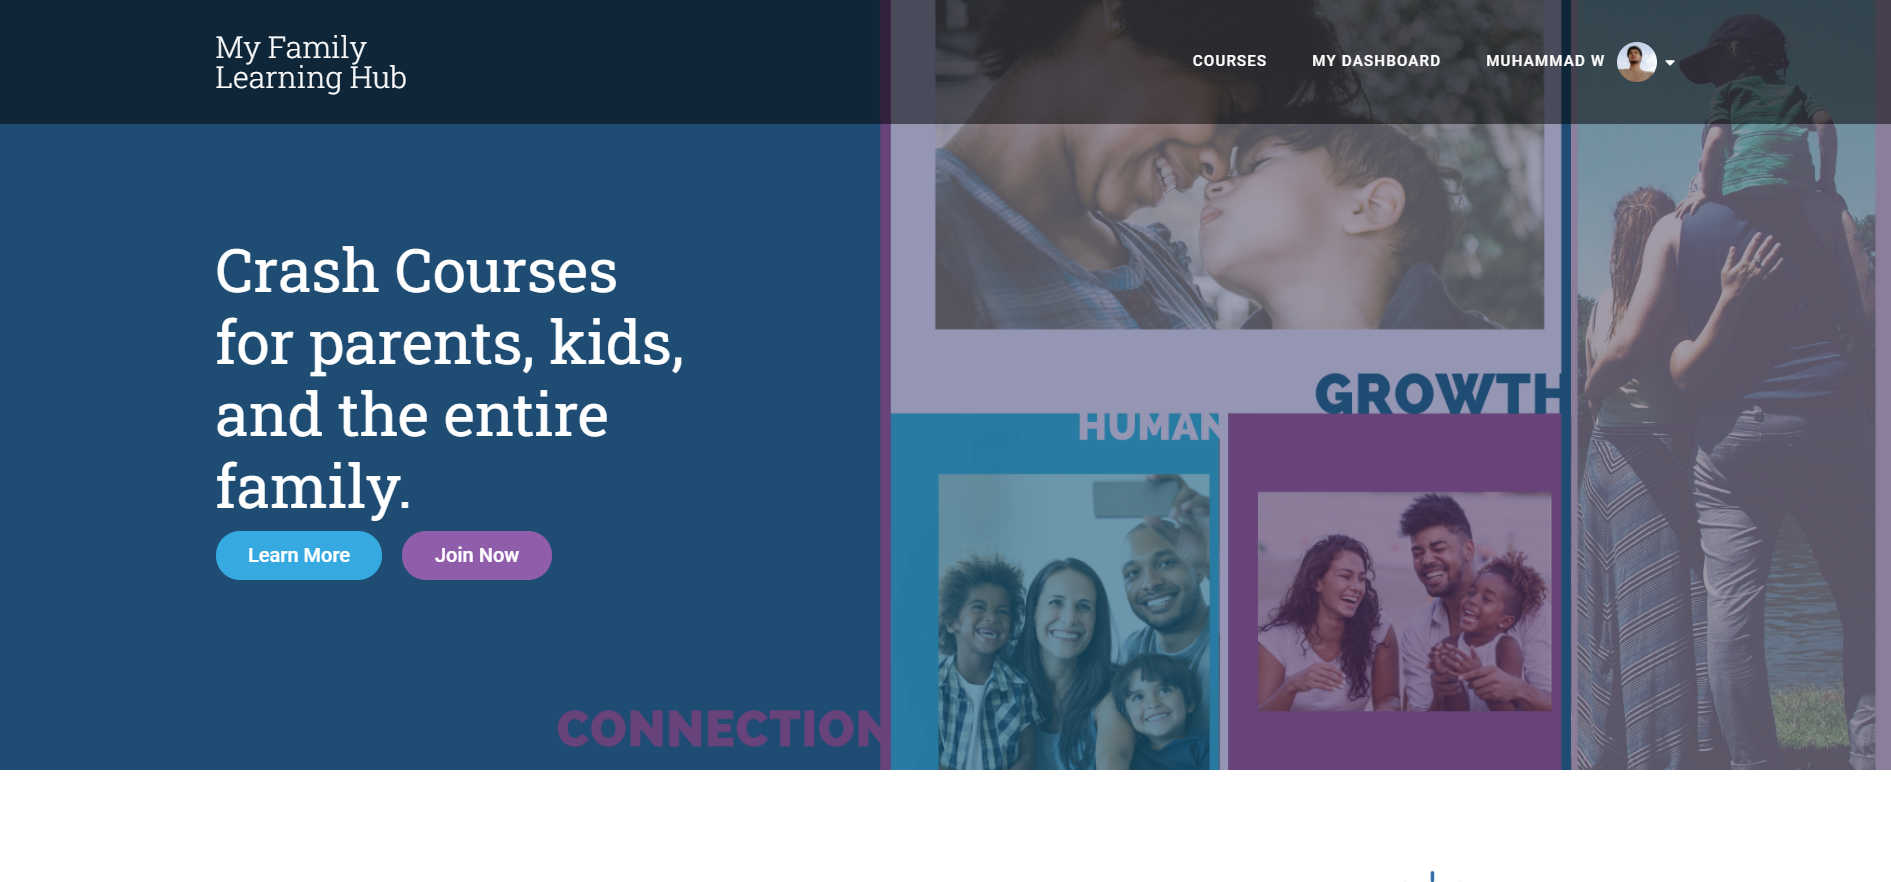 My Family
Learning Hub
COURSES
MY DASHBOARD
MUHAMMAD W
Crash Courses
for parents, kids,
and the entire
family.
Learn More
Join Now
GROWTH
HUMAN
CONNECTION